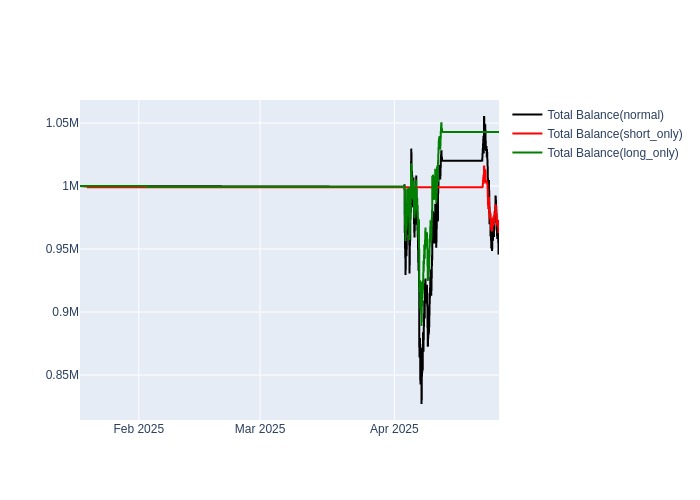 Total Balance(normal)
Total Balance(short_only)
Total Balance(long_only)
1.05M
1M
0.95M
0.9M
0.85M
Feb 2025
Mar 2025
Apr 2025